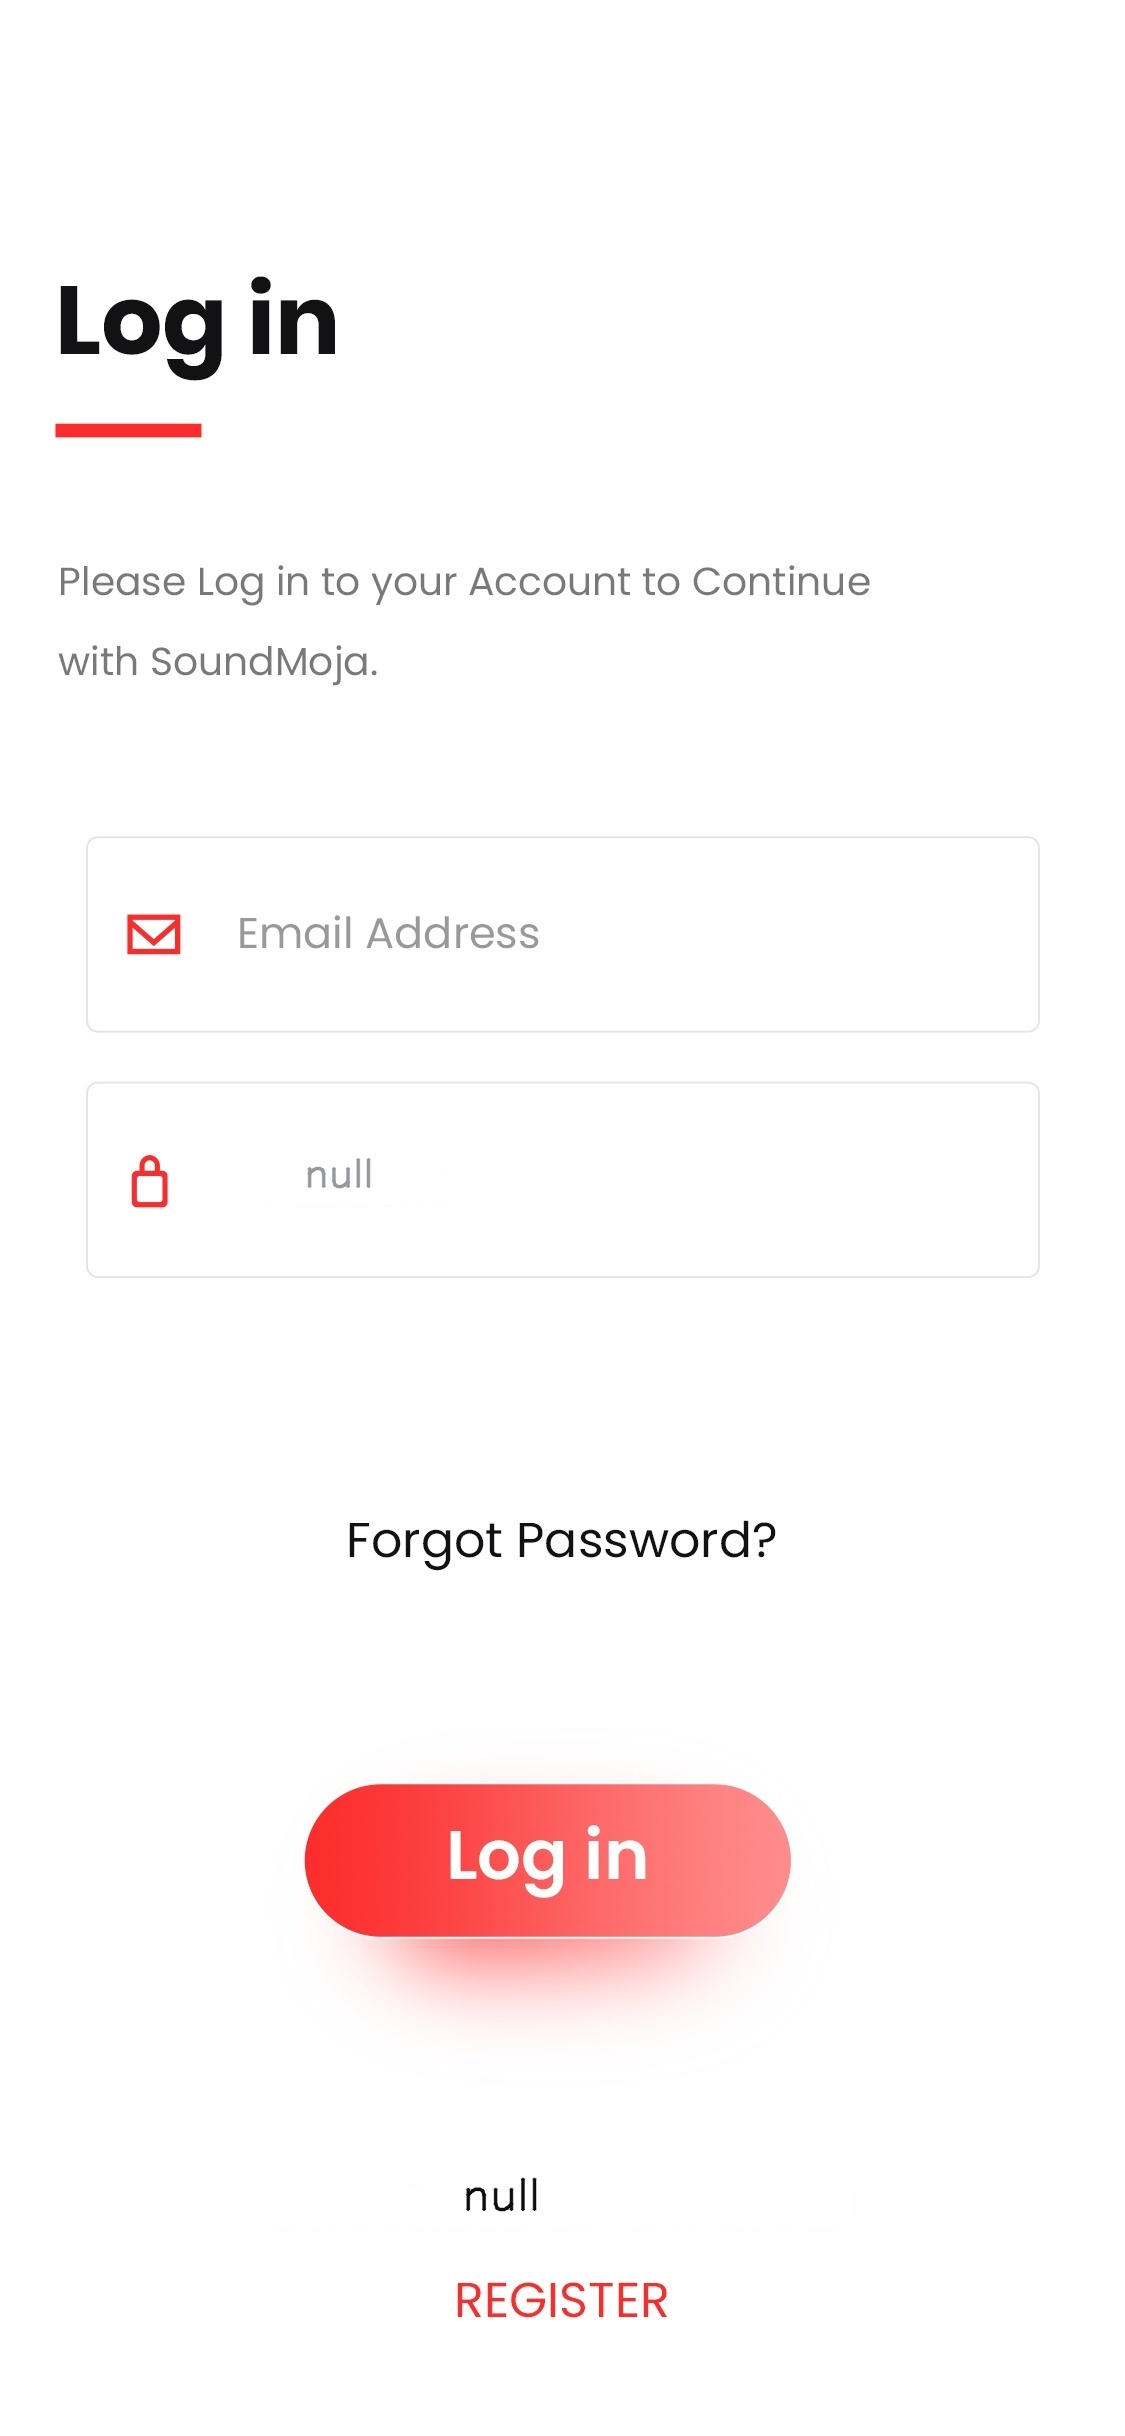 Log in
Please Log in to your Account to Continue
with SoundMoja.
Email Address
null
Forgot Password?
Log in
null
REGISTER